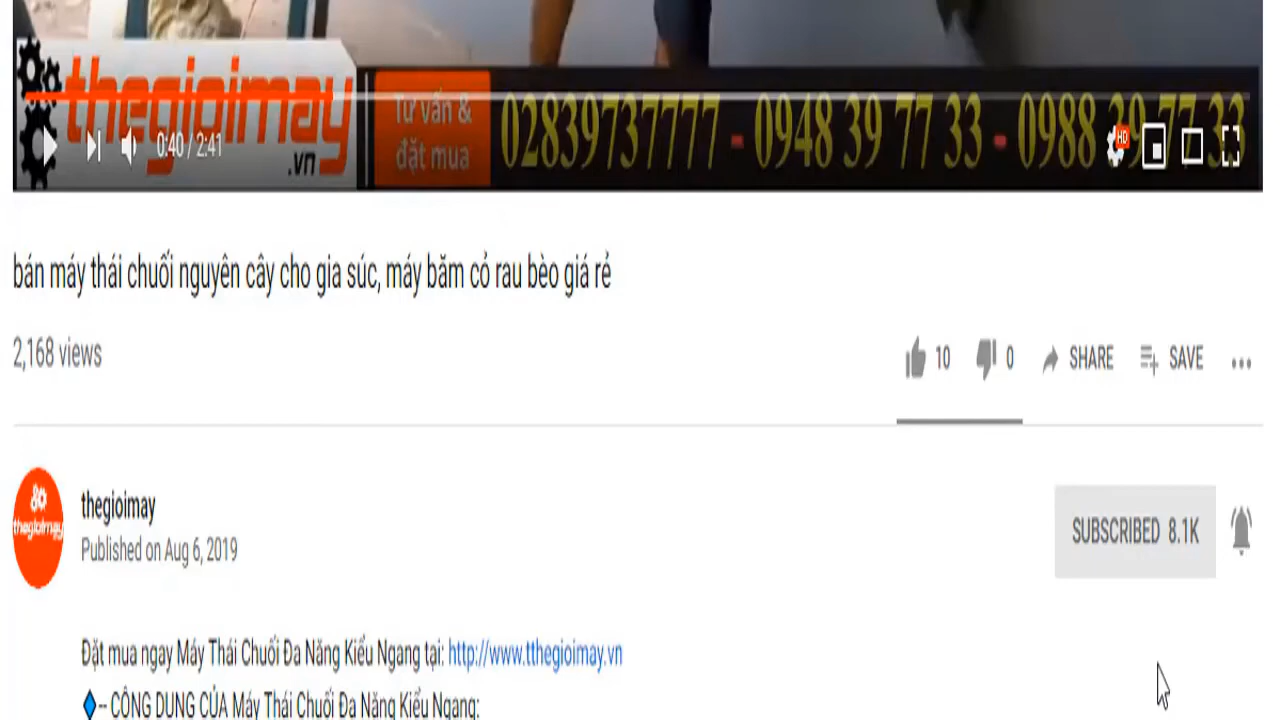 thegioimay
.vn
Tư vấn &
đặt mua
02839737777 - 0948 39 77 33 - 0988 39 77 33
0:40 / 2:41
HD
bán máy thái chuối nguyên cây cho gia súc, máy băm cỏ rau bèo giá rẻ
2,168 views
10 0 SHARE SAVE
thegioimay
thegioimay
Published on Aug 6, 2019
SUBSCRIBED 8.1K
Đặt mua ngay Máy Thái Chuối Đa Năng Kiểu Ngang tại: http://www.tthegioimay.vn
-- CÔNG DỤNG CỦA Máy Thái Chuối Đa Năng Kiểu Ngang: